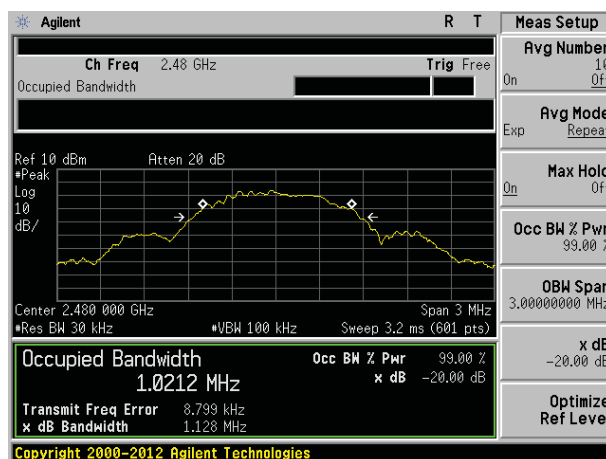 Agilent R T Meas Setup
Ch Freq 2.48 GHz Trig Free
Occupied Bandwidth
Avg Number
10
On Off
Avg Mode
Exp Repeat
Max Hold
On Off
Occ BW % Pwr
99.00 %
OBW Span
3.00000000 MHz
x dB
-20.00 dB
Optimize
Ref Level
Ref 10 dBm Atten 20 dB
#Peak
Log
10
dB/
Center 2.480 000 GHz Span 3 MHz
#Res BW 30 kHz #VBW 100 kHz Sweep 3.2 ms (601 pts)
Occupied Bandwidth Occ BW % Pwr 99.00 %
1.0212 MHz x dB -20.00 dB
Transmit Freq Error 8.799 kHz
x dB Bandwidth 1.128 MHz
Copyright 2000-2012 Agilent Technologies